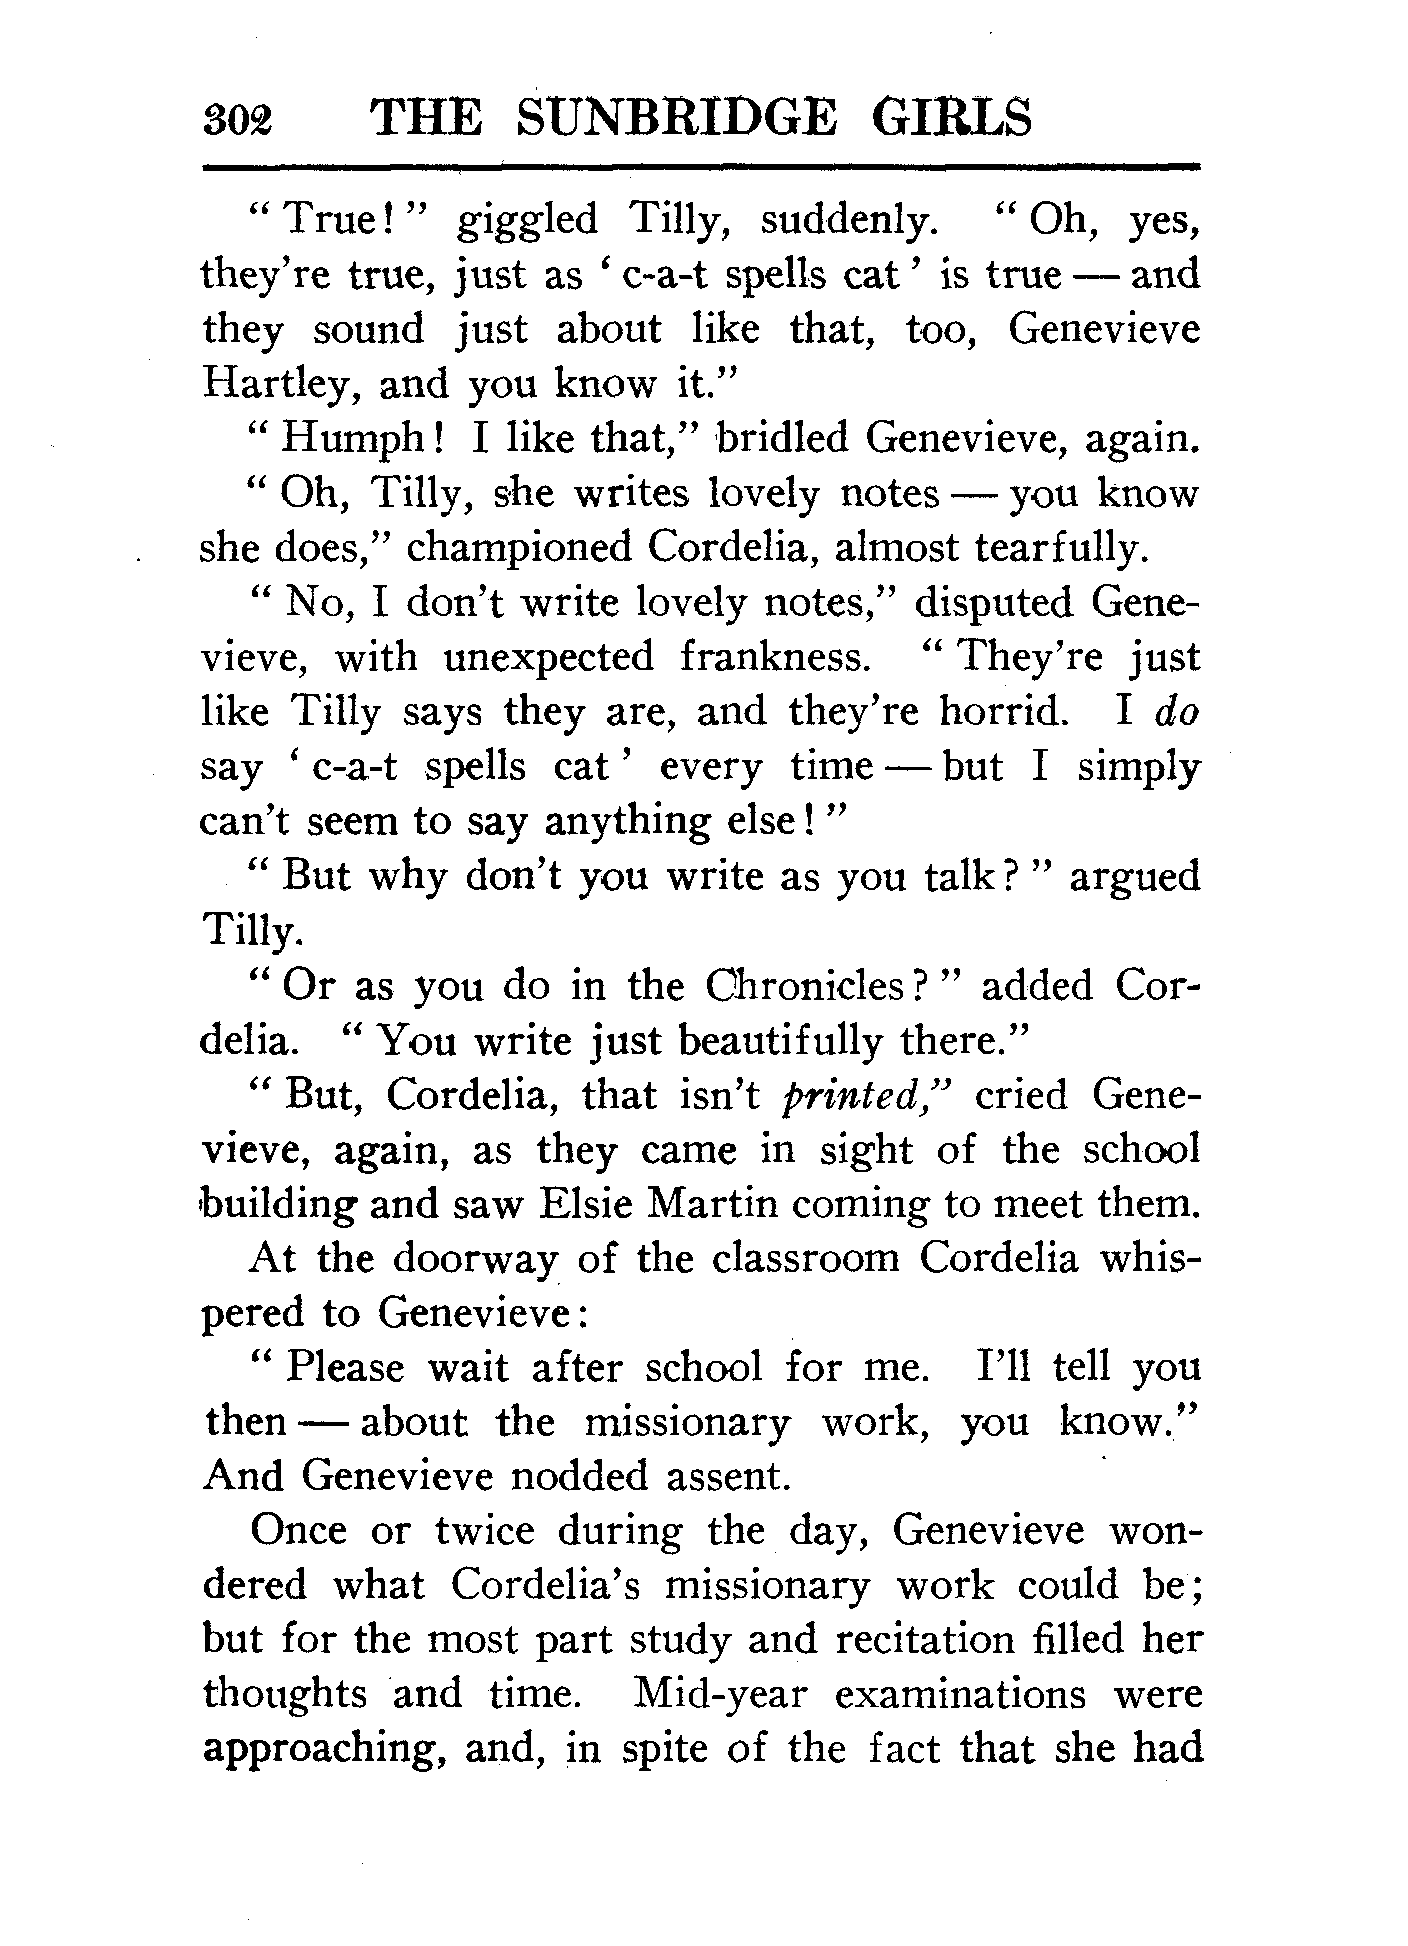 302 THE SUNBRIDGE GIRLS
“ True! ” giggled Tilly, suddenly. “ Oh, yes,
they’re true, just as ‘ c-a-t spells cat ’ is true — and
they sound just about like that, too, Genevieve
Hartley, and you know it.”
“ Humph! I like that,” bridled Genevieve, again.
“ Oh, Tilly, she writes lovely notes — you know
she does,” championed Cordelia, almost tearfully.
“ No, I don’t write lovely notes,” disputed Gene-
vieve, with unexpected frankness. “ They’re just
like Tilly says they are, and they’re horrid. I do
say ‘ c-a-t spells cat ’ every time — but I simply
can’t seem to say anything else! ”
“ But why don’t you write as you talk? ” argued
Tilly.
“ Or as you do in the Chronicles? ” added Cor-
delia. “ You write just beautifully there.”
“ But, Cordelia, that isn’t printed,” cried Gene-
vieve, again, as they came in sight of the school
building and saw Elsie Martin coming to meet them.
At the doorway of the classroom Cordelia whis-
pered to Genevieve:
“ Please wait after school for me. I’ll tell you
then — about the missionary work, you know.”
And Genevieve nodded assent.
Once or twice during the day, Genevieve won-
dered what Cordelia’s missionary work could be;
but for the most part study and recitation filled her
thoughts and time. Mid-year examinations were
approaching, and, in spite of the fact that she had